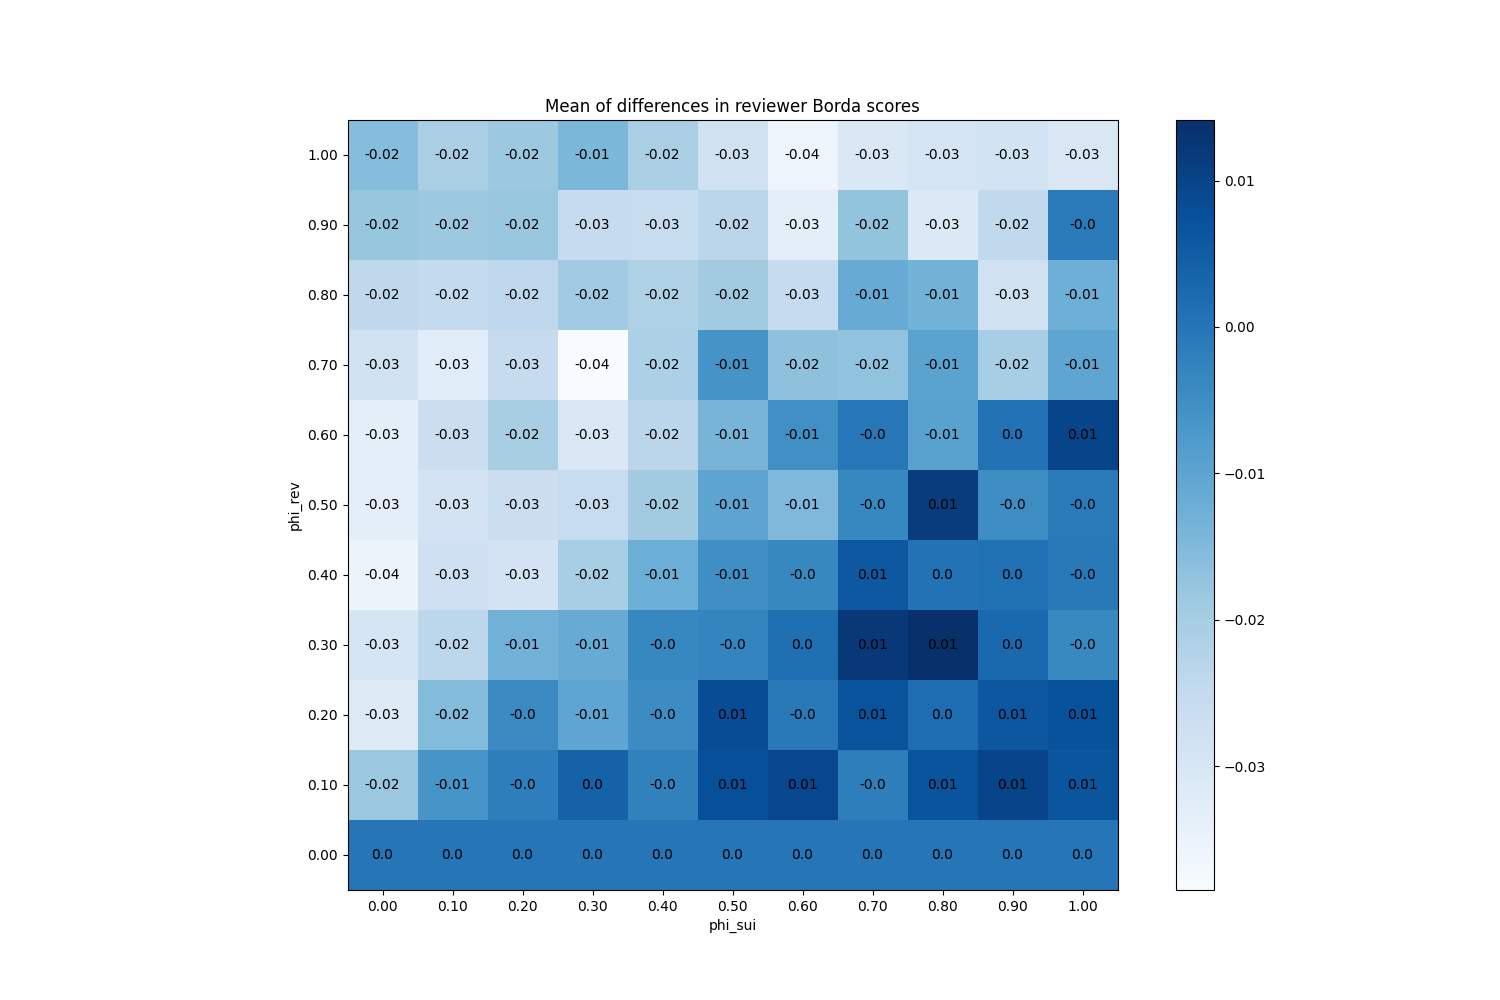 Mean of differences in reviewer Borda scores
1.00 -0.02 -0.02 -0.02 -0.01 -0.02 -0.03 -0.04 -0.03 -0.03 -0.03 -0.03
0.90 -0.02 -0.02 -0.02 -0.03 -0.03 -0.02 -0.03 -0.02 -0.03 -0.02 -0.0
0.80 -0.02 -0.02 -0.02 -0.02 -0.02 -0.02 -0.03 -0.01 -0.01 -0.03 -0.01
0.70 -0.03 -0.03 -0.03 -0.04 -0.02 -0.01 -0.02 -0.02 -0.01 -0.02 -0.01
0.60 -0.03 -0.03 -0.02 -0.03 -0.02 -0.01 -0.01 -0.0 -0.01 0.0 0.01
phi_rev
0.50 -0.03 -0.03 -0.03 -0.03 -0.02 -0.01 -0.01 -0.0 0.01 -0.0 -0.0
0.40 -0.04 -0.03 -0.03 -0.02 -0.01 -0.01 -0.0 0.01 0.0 0.0 -0.0
0.30 -0.03 -0.02 -0.01 -0.01 -0.0 -0.0 0.0 0.01 0.01 0.0 -0.0
0.20 -0.03 -0.02 -0.0 -0.01 -0.0 0.01 -0.0 0.01 0.0 0.01 0.01
0.10 -0.02 -0.01 -0.0 0.0 -0.0 0.01 0.01 -0.0 0.01 0.01 0.01
0.00 0.0 0.0 0.0 0.0 0.0 0.0 0.0 0.0 0.0 0.0 0.0
0.00 0.10 0.20 0.30 0.40 0.50 0.60 0.70 0.80 0.90 1.00
phi_sui
0.01
0.00
−0.01
−0.02
−0.03